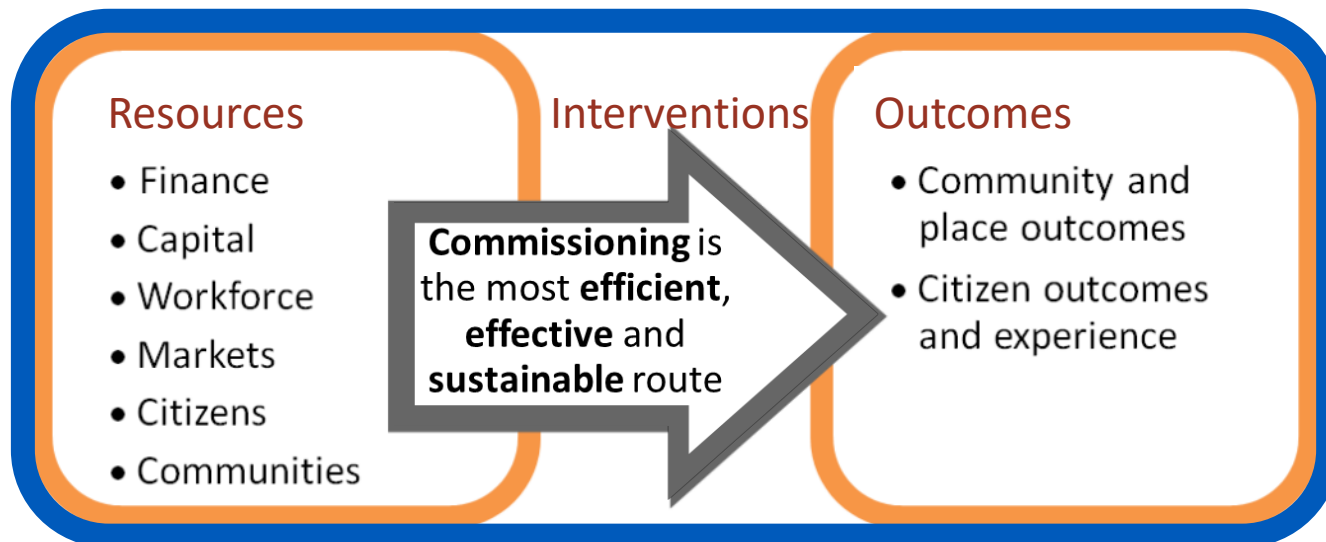 Resources
• Finance
• Capital
• Workforce
• Markets
• Citizens
• Communities
Interventions
Commissioning is
the most efficient,
effective and
sustainable route
Outcomes
• Community and
place outcomes
• Citizen outcomes
and experience